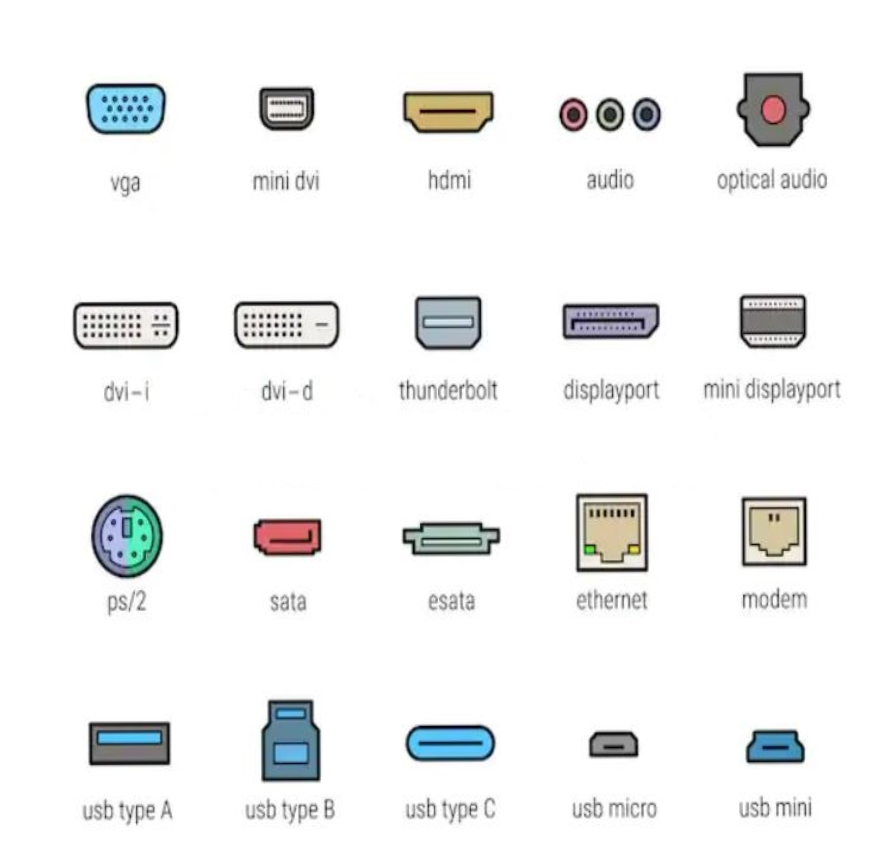 vga
mini dvi
hdmi
audio
optical audio
dvi-i
dvi-d
thunderbolt
displayport
mini displayport
ps/2
sata
esata
ethernet
modem
usb type A
usb type B
usb type C
usb micro
usb mini